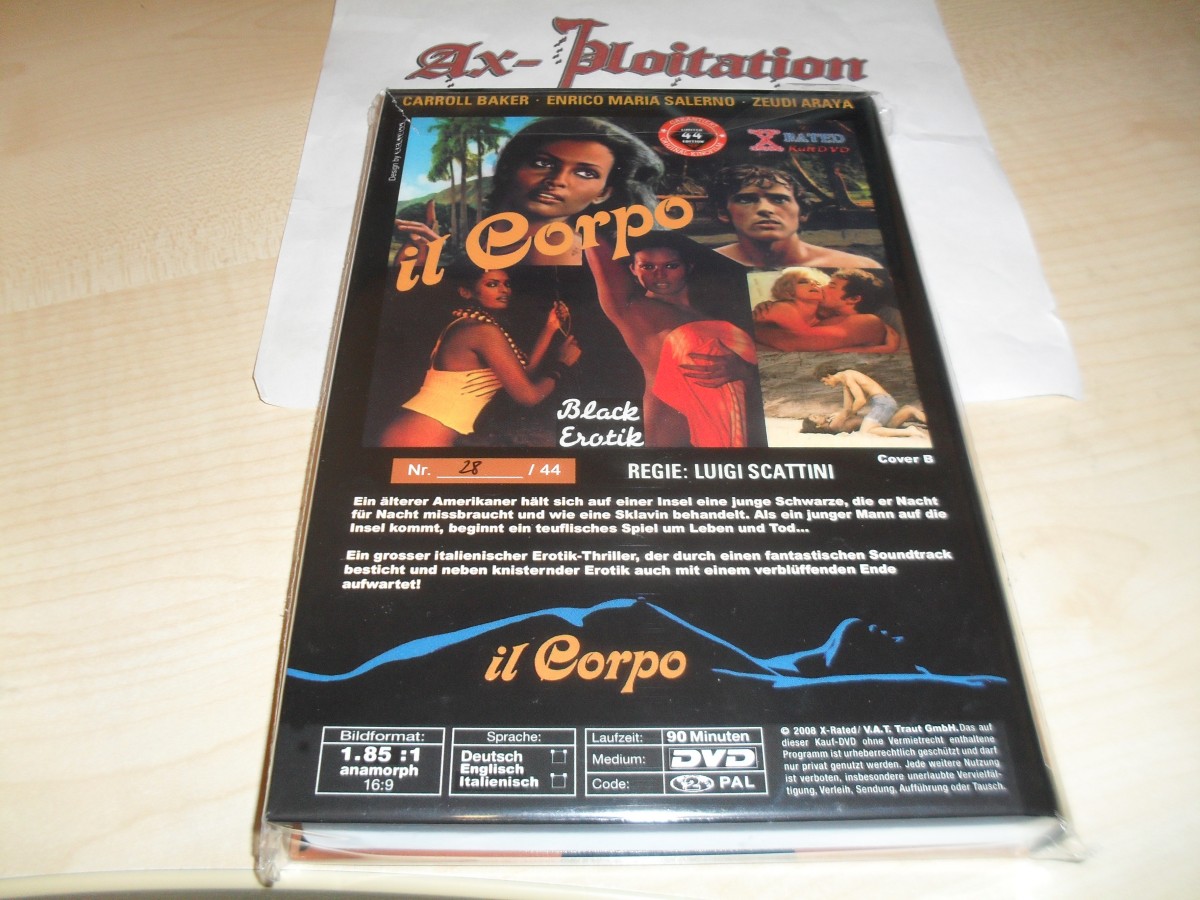 Ax-Ploitation
CARROLL BAKER · ENRICO MARIA SALERNO · ZEUDI ARAYA
Design by
LIMITED
44
EDITION
X RATED
Kult DVD
il Corpo
Black
Erotik
Cover B
Nr. 28 / 44
REGIE: LUIGI SCATTINI
Ein älterer Amerikaner hält sich auf einer Insel eine junge Schwarze, die er Nacht
für Nacht missbraucht und wie eine Sklavin behandelt. Als ein junger Mann auf die
Insel kommt, beginnt ein teuflisches Spiel um Leben und Tod...
Ein grosser italienischer Erotik-Thriller, der durch einen fantastischen Soundtrack
besticht und neben knisternder Erotik auch mit einem verblüffenden Ende
aufwartet!
il Corpo
Bildformat:
1.85 :1
anamorph
16:9
Sprache:
Deutsch
Englisch
Italienisch
Laufzeit: 90 Minuten
Medium: DVD
Code: 2 PAL
© 2008 X-Rated/ V.A.T. Traut GmbH. Das auf
dieser Kauf-DVD ohne Vermietrecht enthaltene
Programm ist urheberrechtlich geschützt und darf
nur privat genutzt werden. Jede weitere Nutzung
ist verboten, insbesondere unerlaubte Vervielfäl-
tigung, Verleih, Sendung, Aufführung oder Tausch.